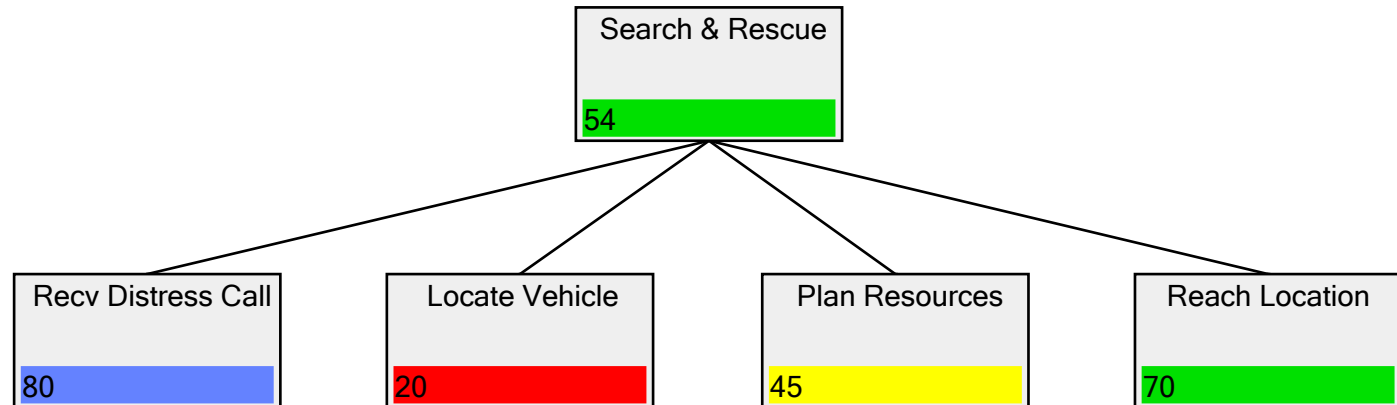 Search & Rescue
54
Recv Distress Call
80
Locate Vehicle
20
Plan Resources
45
Reach Location
70